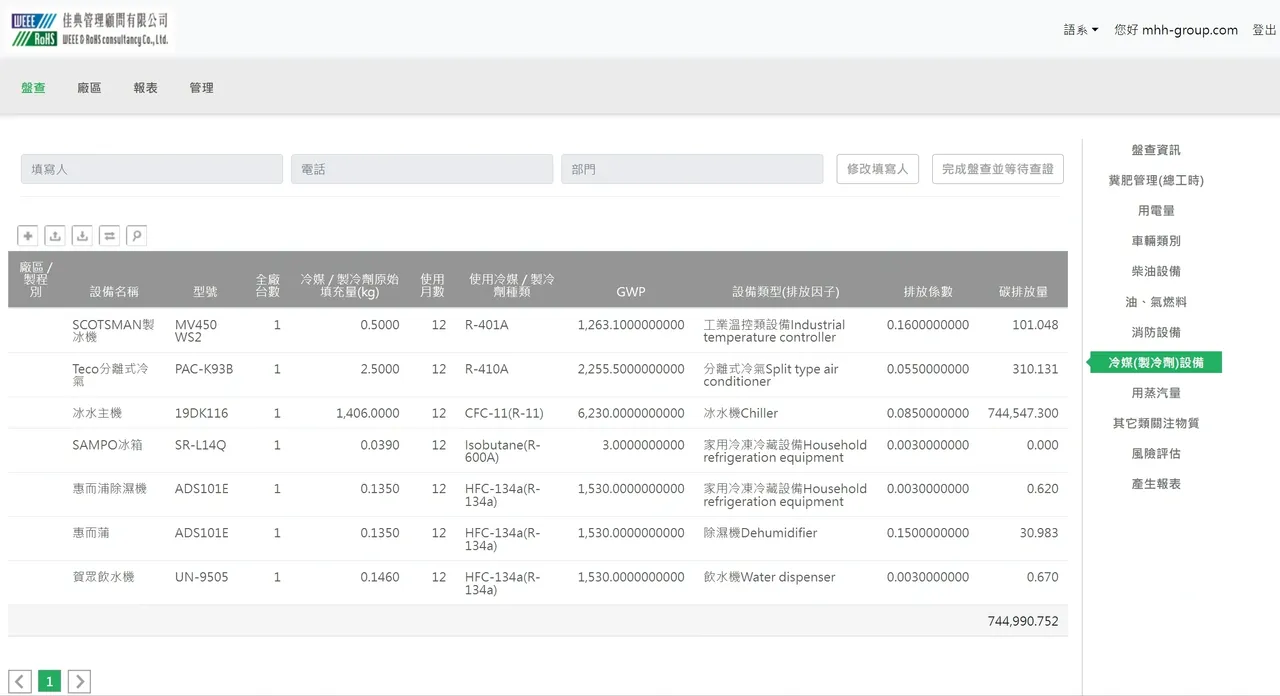 WEEE RoHS 佳典管理顧問有限公司
WEEE & RoHS consultancy Co., Ltd.
語系 您好 mhh-group.com 登出
盤查 廠區 報表 管理
填寫人 電話 部門 修改填寫人 完成盤查並等待查證
廠區 / 製程別 設備名稱 型號 全廠台數 冷媒 / 製冷劑原始填充量(kg) 使用月數 使用冷媒 / 製冷劑種類 GWP 設備類型(排放因子) 排放係數 碳排放量
SCOTSMAN製冰機 MV450 WS2 1 0.5000 12 R-401A 1,263.1000000000 工業溫控類設備Industrial temperature controller 0.1600000000 101.048
Teco分離式冷氣 PAC-K93B 1 2.5000 12 R-410A 2,255.5000000000 分離式冷氣Split type air conditioner 0.0550000000 310.131
冰水主機 19DK116 1 1,406.0000 12 CFC-11(R-11) 6,230.0000000000 冰水機Chiller 0.0850000000 744,547.300
SAMPO冰箱 SR-L14Q 1 0.0390 12 Isobutane(R-600A) 3.0000000000 家用冷凍冷藏設備Household refrigeration equipment 0.0030000000 0.000
惠而浦除濕機 ADS101E 1 0.1350 12 HFC-134a(R-134a) 1,530.0000000000 家用冷凍冷藏設備Household refrigeration equipment 0.0030000000 0.620
惠而蒲 ADS101E 1 0.1350 12 HFC-134a(R-134a) 1,530.0000000000 除濕機Dehumidifier 0.1500000000 30.983
賀眾飲水機 UN-9505 1 0.1460 12 HFC-134a(R-134a) 1,530.0000000000 飲水機Water dispenser 0.0030000000 0.670
744,990.752
1
盤查資訊
糞肥管理(總工時)
用電量
車輛類別
柴油設備
油、氣燃料
消防設備
冷媒(製冷劑)設備
用蒸汽量
其它類關注物質
風險評估
產生報表